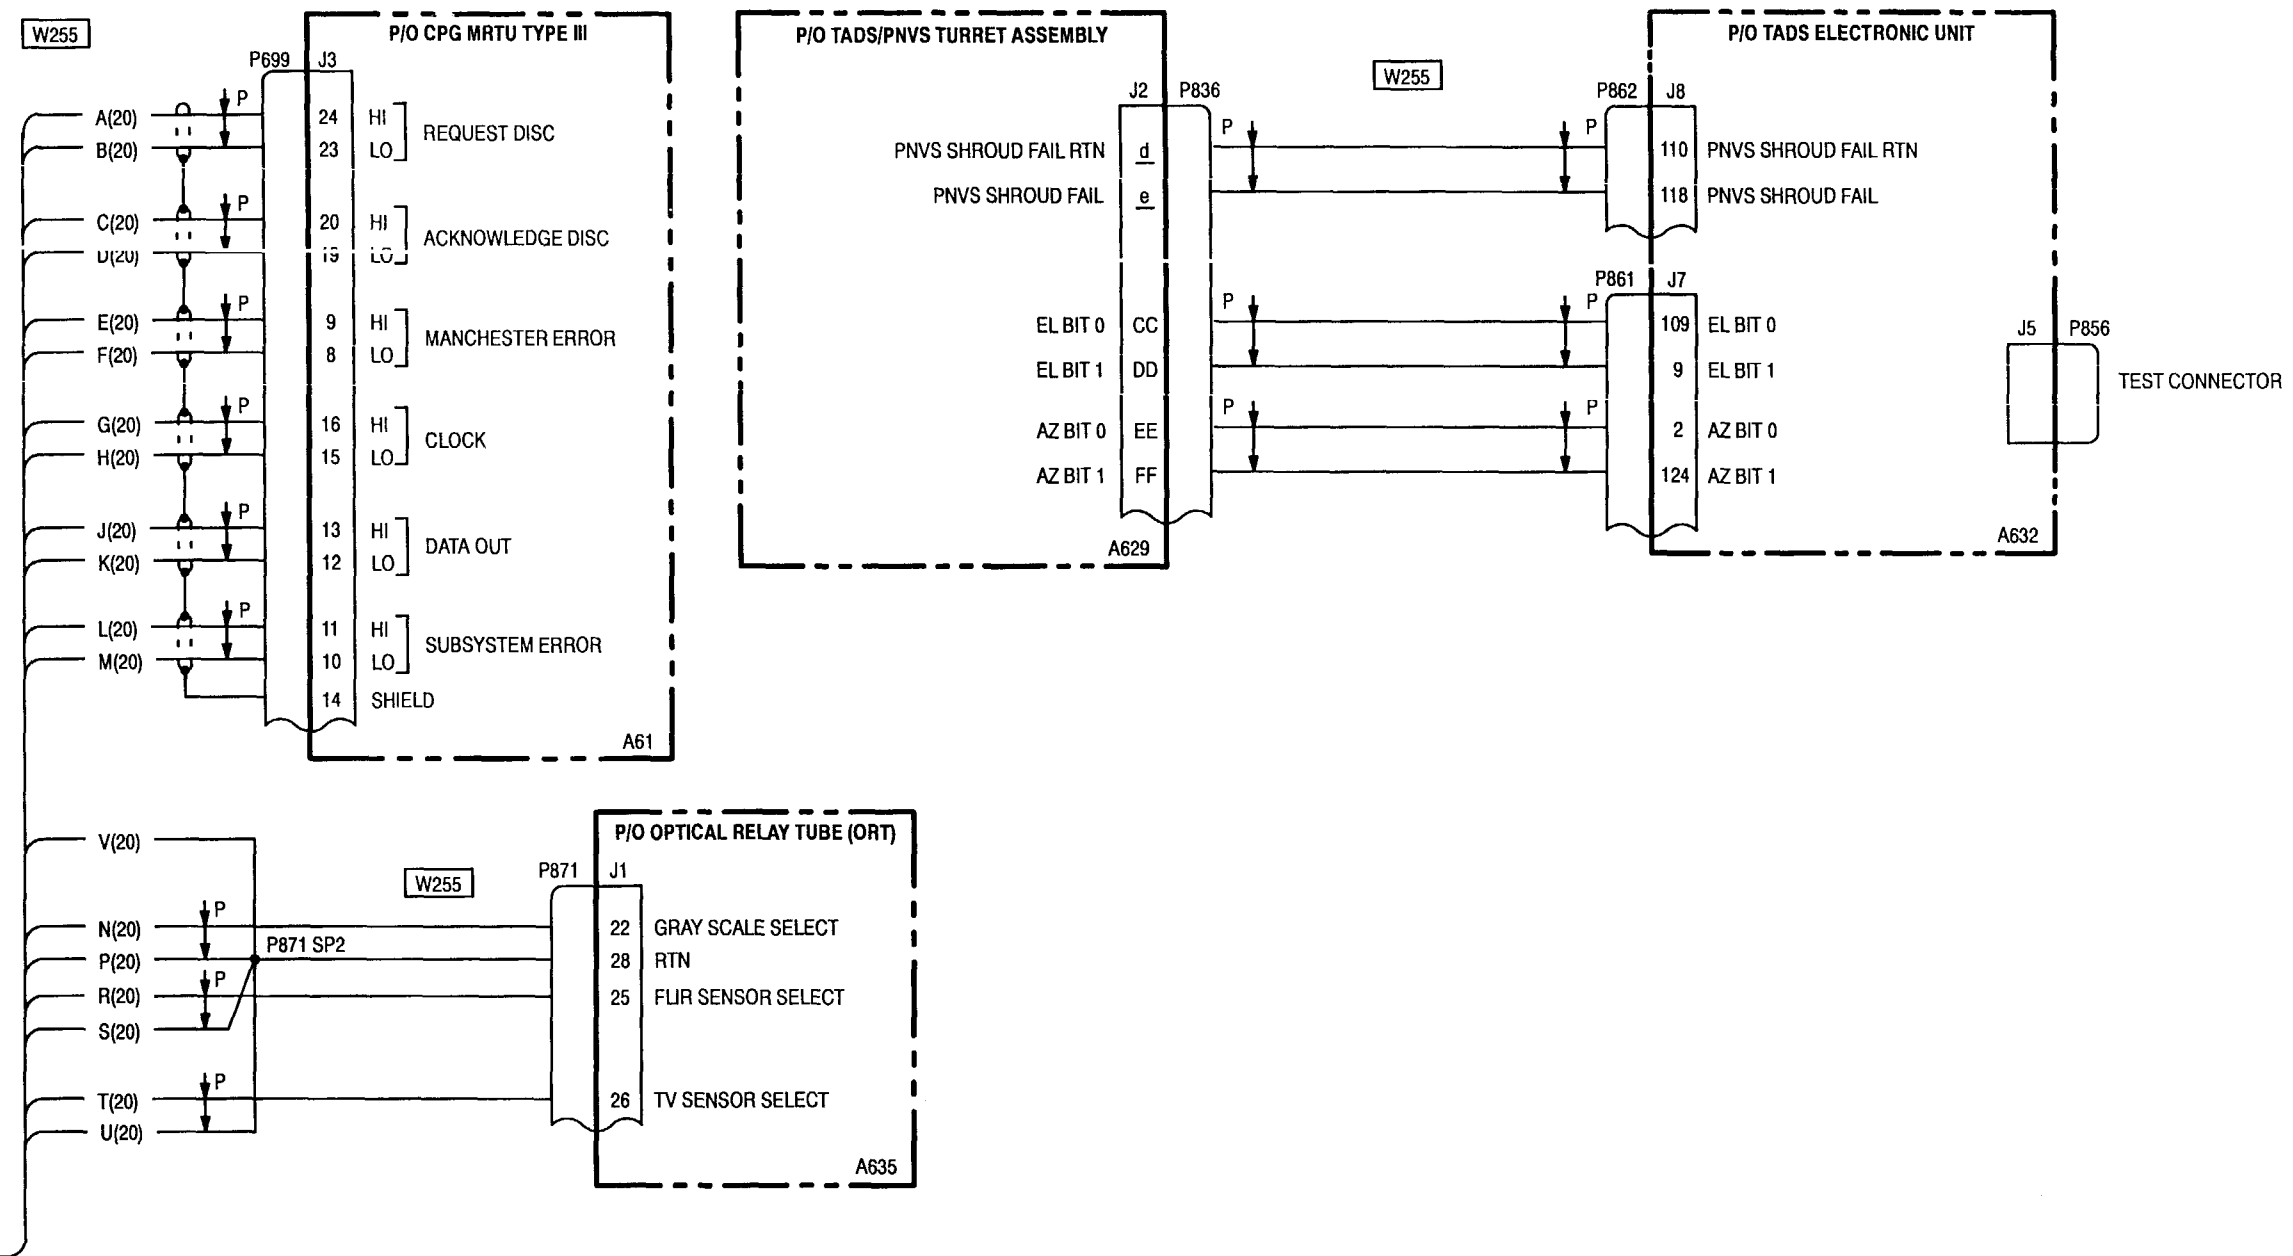 W255
P/O CPG MRTU TYPE III
P699 J3
A(20) P 24 HI
REQUEST DISC
B(20) 23 LO
C(20) P 20 HI
ACKNOWLEDGE DISC
D(20) 19 LO
E(20) P 9 HI
MANCHESTER ERROR
F(20) 8 LO
G(20) P 16 HI
CLOCK
H(20) 15 LO
J(20) P 13 HI
DATA OUT
K(20) 12 LO
L(20) P 11 HI
SUBSYSTEM ERROR
M(20) 10 LO
14 SHIELD
A61
P/O TADS/PNVS TURRET ASSEMBLY
J2 P836
PNVS SHROUD FAIL RTN d
PNVS SHROUD FAIL e
EL BIT 0 CC
EL BIT 1 DD
AZ BIT 0 EE
AZ BIT 1 FF
A629
W255
P P
P P
P P
P/O TADS ELECTRONIC UNIT
P862 J8
110 PNVS SHROUD FAIL RTN
118 PNVS SHROUD FAIL
P861 J7
109 EL BIT 0
9 EL BIT 1
2 AZ BIT 0
124 AZ BIT 1
J5 P856
TEST CONNECTOR
A632
P/O OPTICAL RELAY TUBE (ORT)
W255
P871 J1
V(20)
N(20) P 22 GRAY SCALE SELECT
P871 SP2
P(20) 28 RTN
R(20) P 25 FLIR SENSOR SELECT
S(20)
T(20) P 26 TV SENSOR SELECT
U(20)
A635